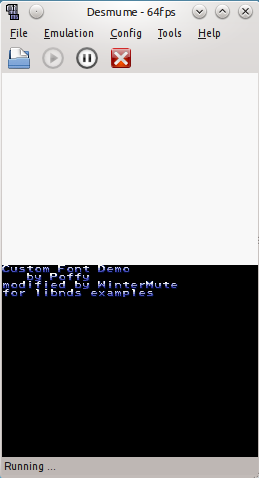 Desmume - 64fps
File Emulation Config Tools Help
Custom Font Demo
by Poffy
modified by WinterMute
for libnds examples
Running ...